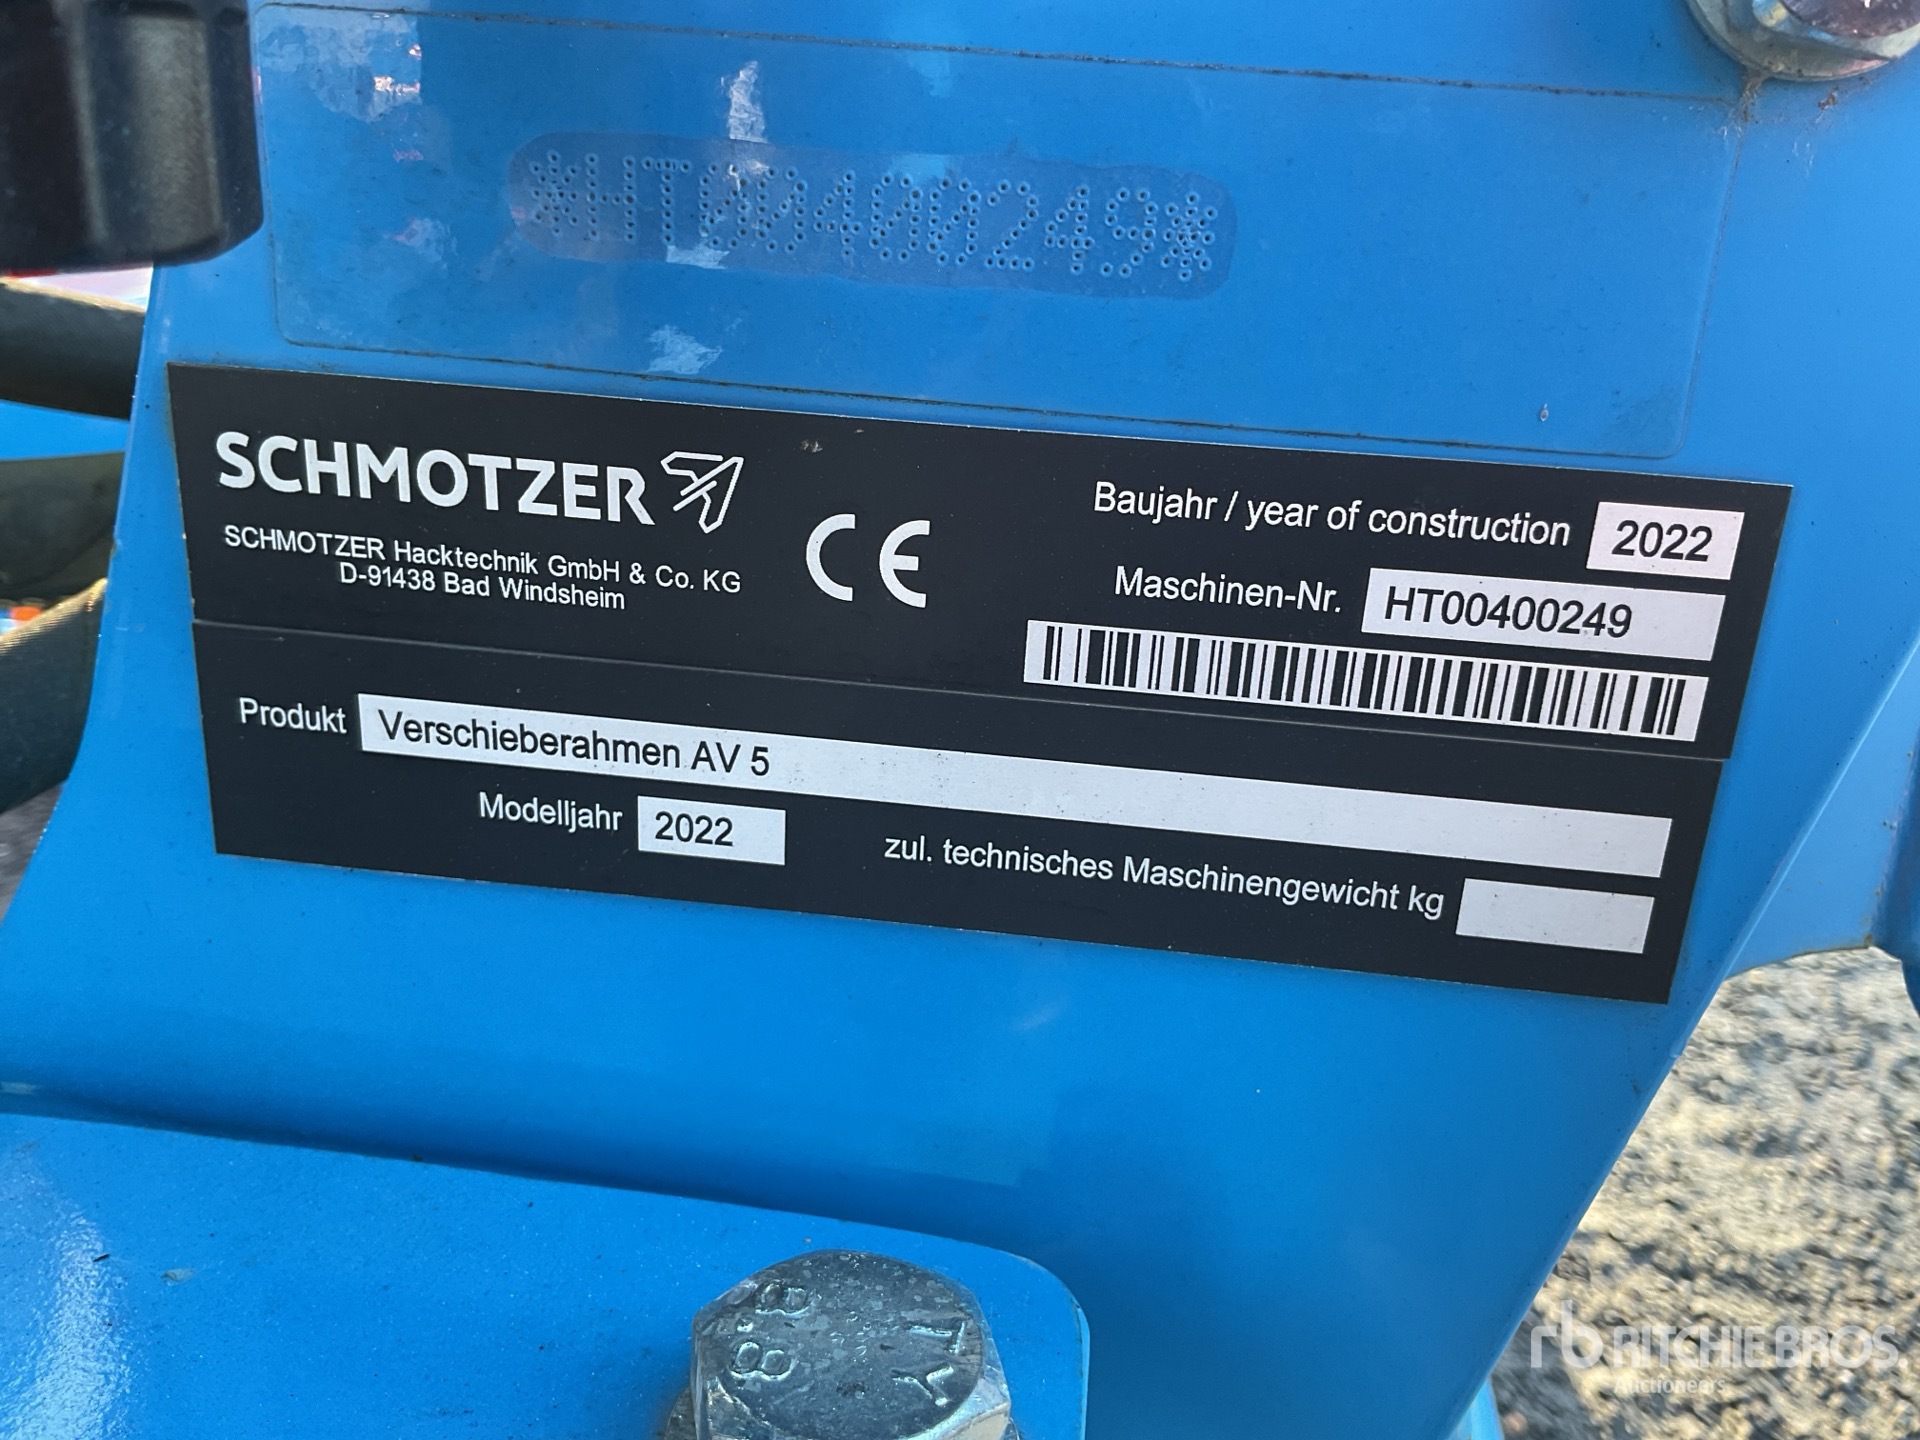 *HT00400249*
SCHMOTZER
SCHMOTZER Hacktechnik GmbH & Co. KG
D-91438 Bad Windsheim
CE
Baujahr / year of construction 2022
Maschinen-Nr. HT00400249
Produkt Verschieberahmen AV 5
Modelljahr 2022
zul. technisches Maschinengewicht kg
8.8
rb RITCHIE BROS.
Auctioneers